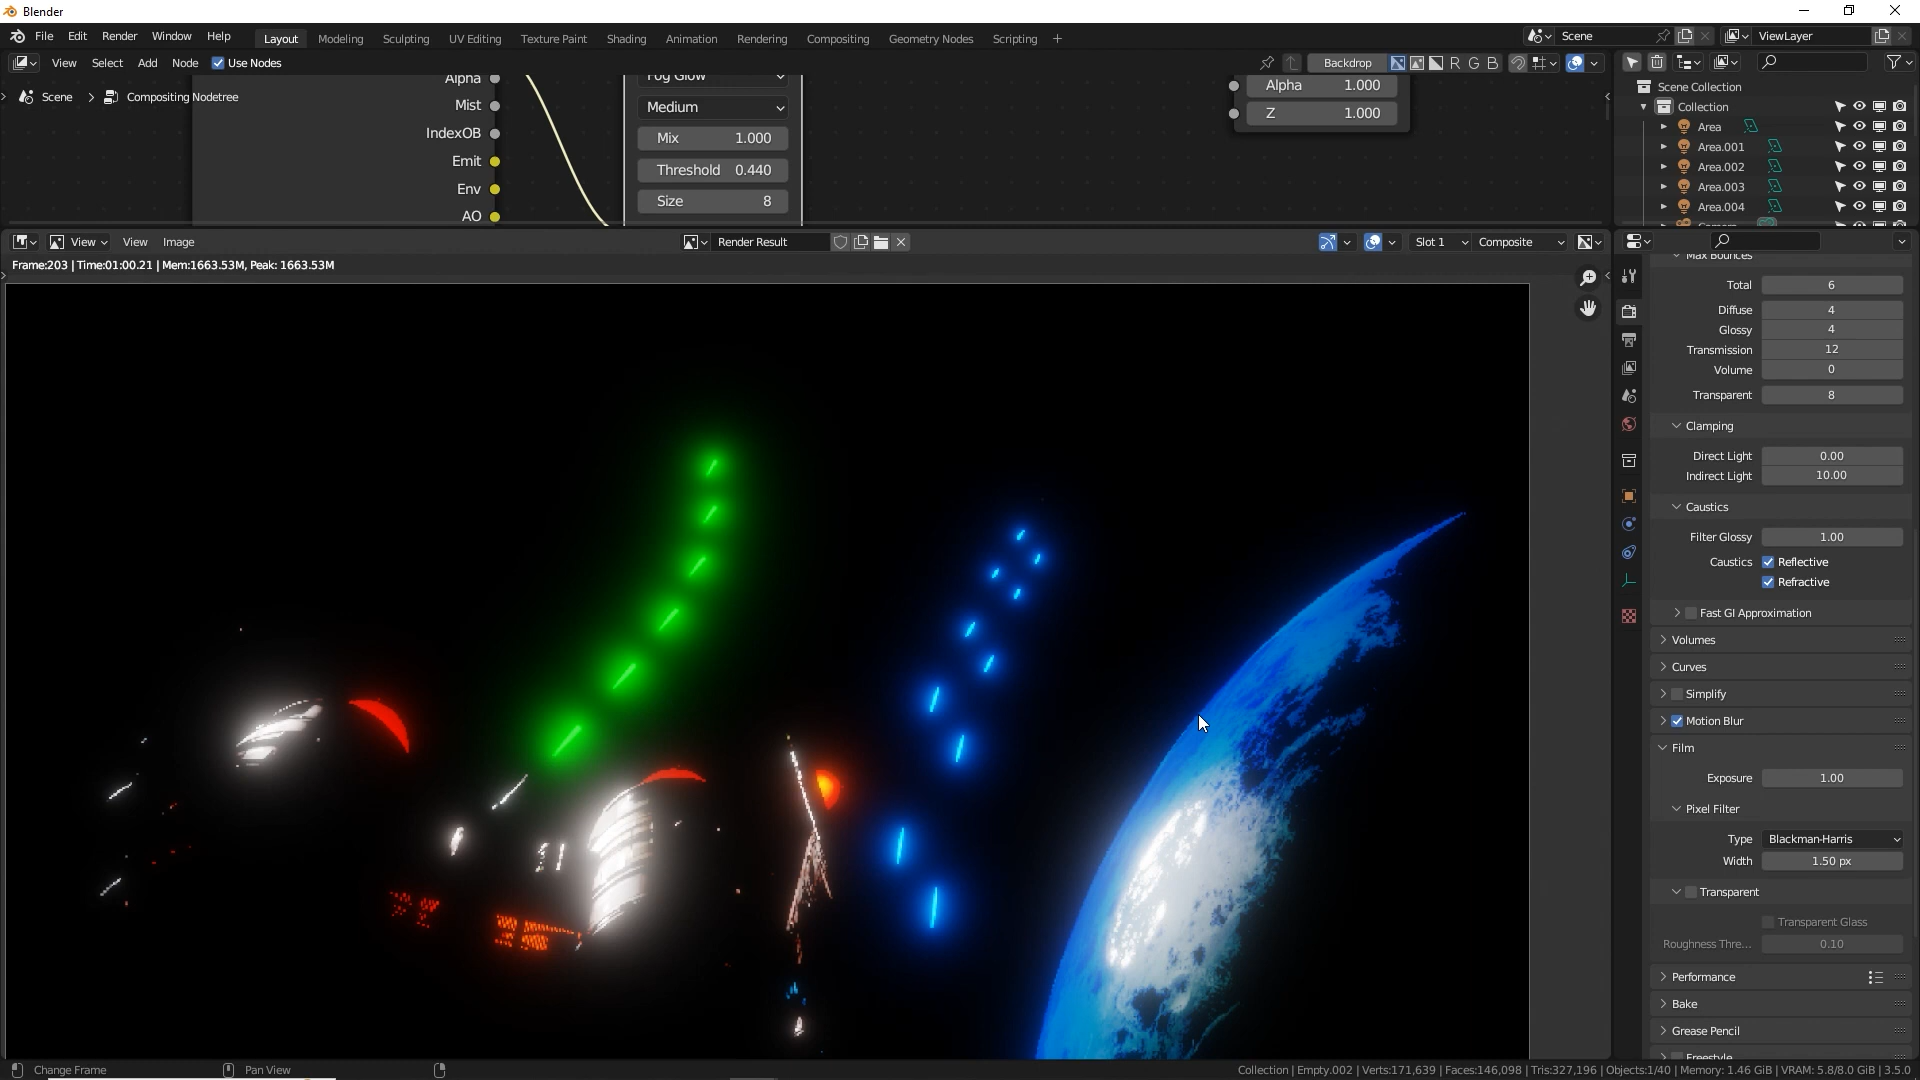 Blender
File Edit Render Window Help Layout Modeling Sculpting UV Editing Texture Paint Shading Animation Rendering Compositing Geometry Nodes Scripting + Scene ViewLayer
View Select Add Node Use Nodes Backdrop R G B
Scene > Compositing Nodetree
Alpha
Mist
IndexOB
Emit
Env
AO
Fog Glow
Medium
Mix 1.000
Threshold 0.440
Size 8
Alpha 1.000
Z 1.000
Scene Collection
Collection
Area
Area.001
Area.002
Area.003
Area.004
Camera
View View Image Render Result Slot 1 Composite
Frame:203 | Time:01:00.21 | Mem:1663.53M, Peak: 1663.53M
Max Bounces
Total 6
Diffuse 4
Glossy 4
Transmission 12
Volume 0
Transparent 8
Clamping
Direct Light 0.00
Indirect Light 10.00
Caustics
Filter Glossy 1.00
Caustics Reflective
Refractive
Fast GI Approximation
Volumes
Curves
Simplify
Motion Blur
Film
Exposure 1.00
Pixel Filter
Type Blackman-Harris
Width 1.50 px
Transparent
Transparent Glass
Roughness Thre... 0.10
Performance
Bake
Grease Pencil
Freestyle
Change Frame Pan View Collection | Empty.002 | Verts:171,639 | Faces:146,098 | Tris:327,196 | Objects:1/40 | Memory: 1.46 GiB | VRAM: 5.8/8.0 GiB | 3.5.0